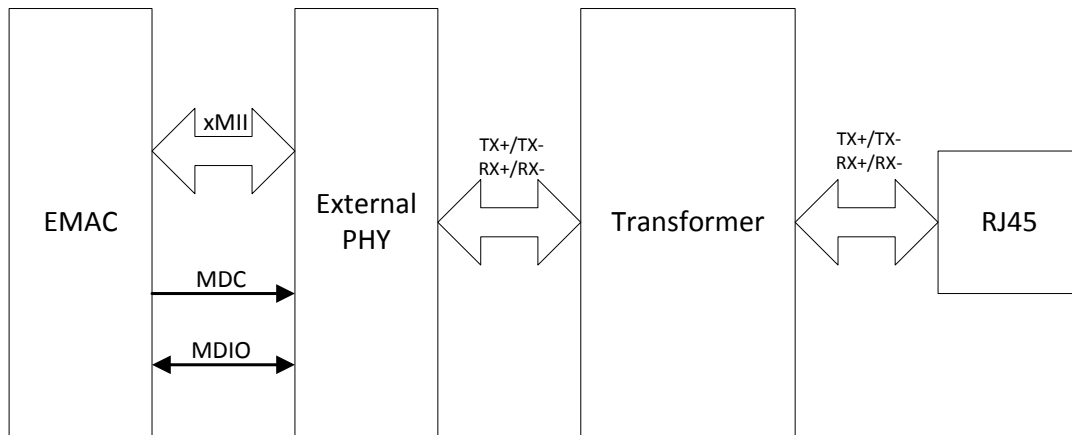 EMAC
xMII
MDC
MDIO
External
PHY
TX+/TX-
RX+/RX-
Transformer
TX+/TX-
RX+/RX-
RJ45